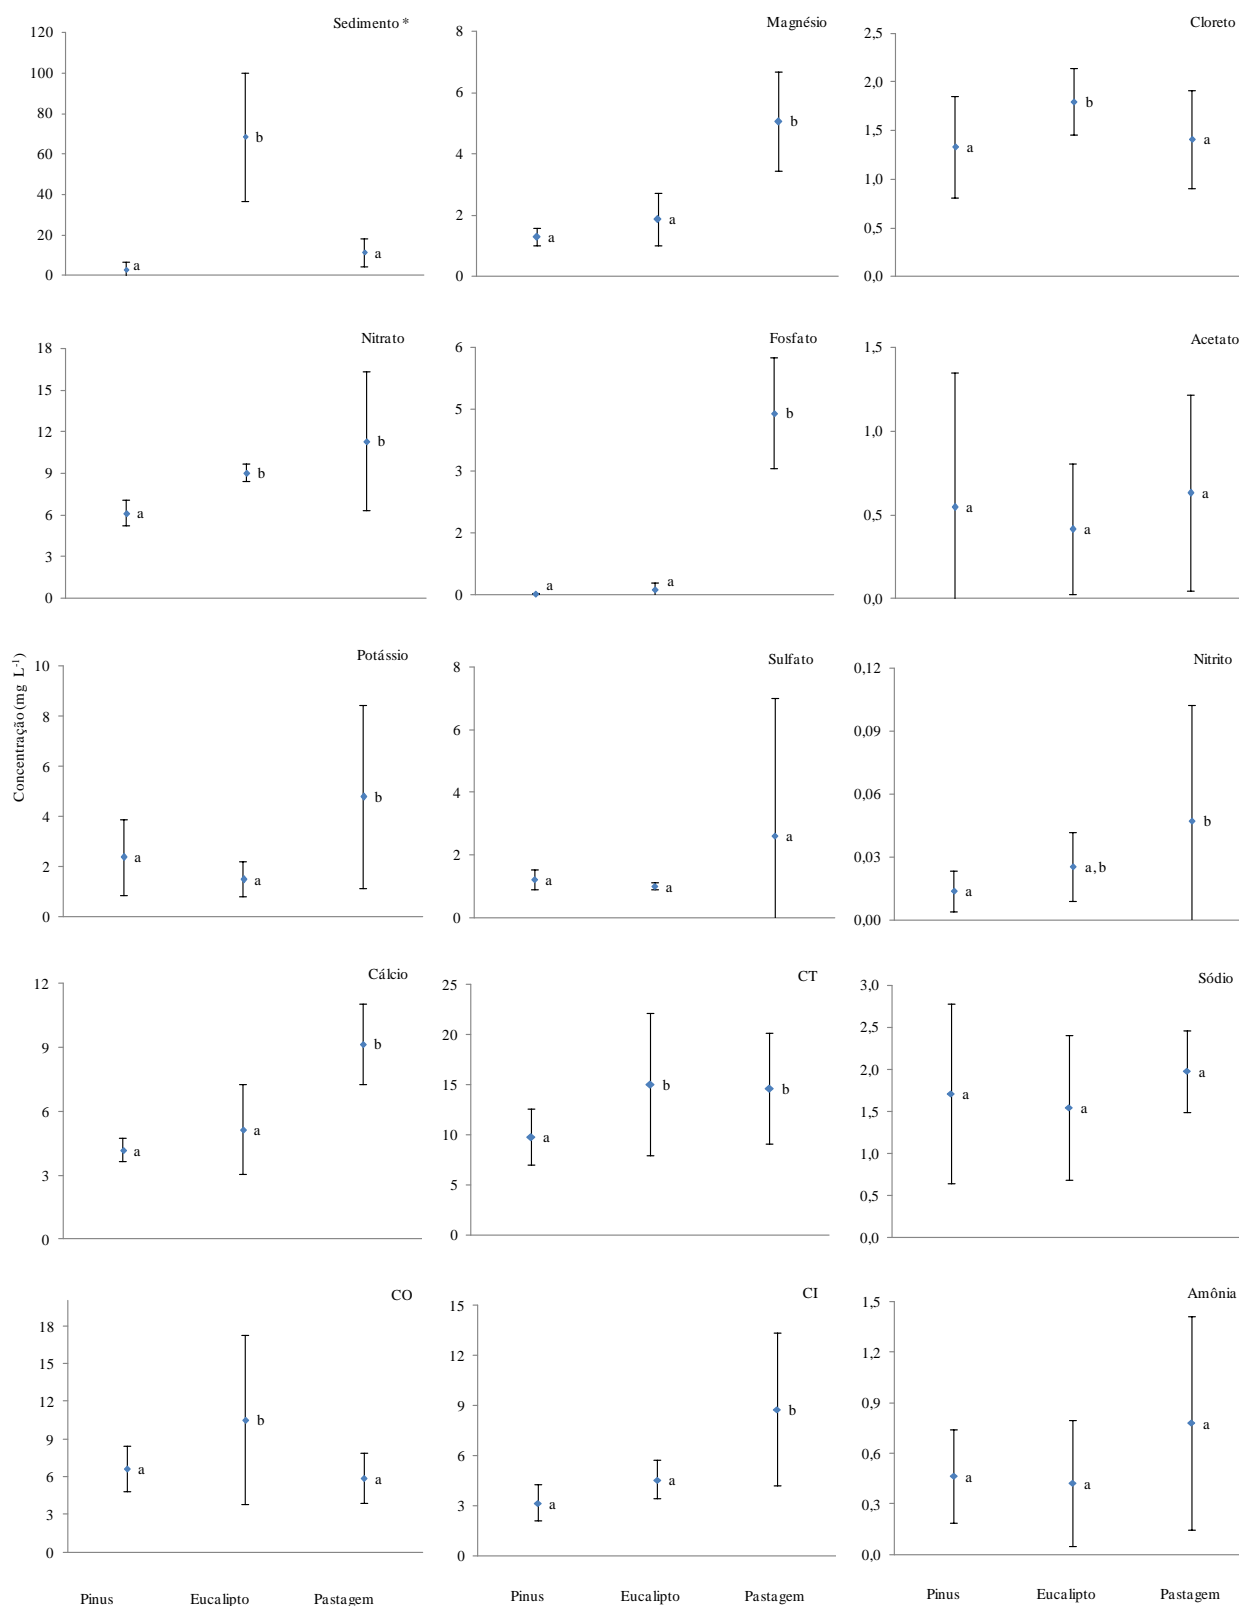 Sedimento *
120
100
80
60
40
20
0
b
a
a
Magnésio
8
6
4
2
0
b
a
a
Cloreto
2,5
2,0
1,5
1,0
0,5
0,0
b
a
a
Nitrato
18
15
12
9
6
3
0
b
b
a
Fosfato
6
5
3
2
0
b
a
a
Acetato
1,5
1,0
0,5
0,0
a
a
a
Concentração (mg L-1)
Potássio
10
8
6
4
2
0
b
a
a
Sulfato
8
6
4
2
0
a
a
a
Nitrito
0,12
0,09
0,06
0,03
0,00
b
a, b
a
Cálcio
12
9
6
3
0
b
a
a
CT
25
20
15
10
5
0
b
b
a
Sódio
3,0
2,5
2,0
1,5
1,0
0,5
0,0
a
a
a
CO
18
15
12
9
6
3
0
b
a
a
CI
15
12
9
6
3
0
b
a
a
Amônia
1,5
1,2
0,9
0,6
0,3
0,0
a
a
a
Pinus Eucalipto Pastagem
Pinus Eucalipto Pastagem
Pinus Eucalipto Pastagem